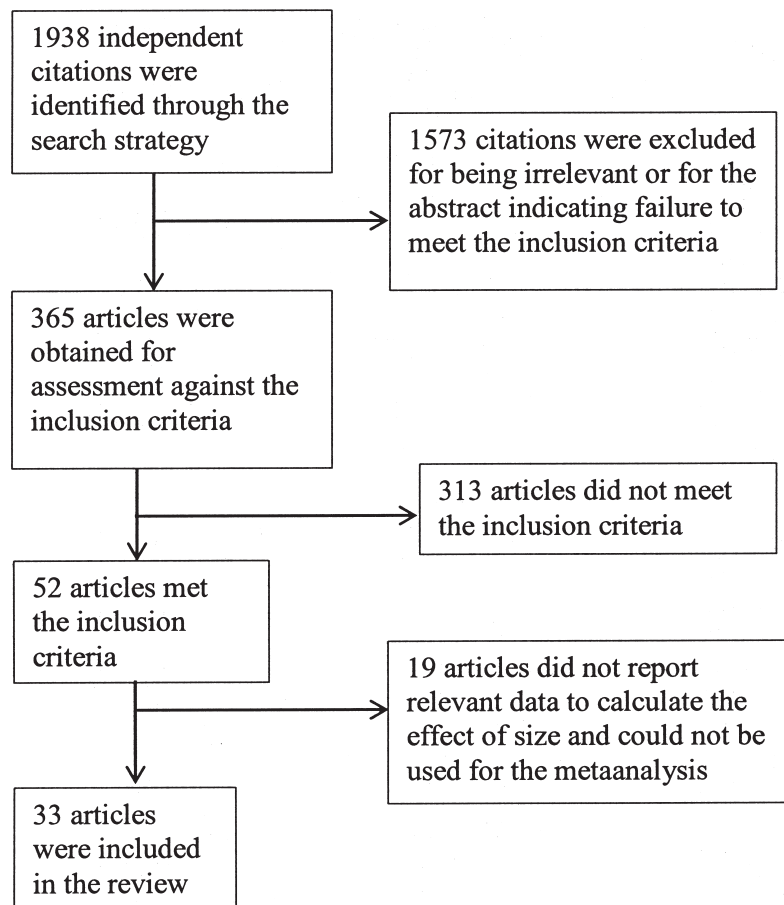 1938 independent
citations were
identified through the
search strategy
1573 citations were excluded
for being irrelevant or for the
abstract indicating failure to
meet the inclusion criteria
365 articles were
obtained for
assessment against the
inclusion criteria
313 articles did not meet
the inclusion criteria
52 articles met
the inclusion
criteria
19 articles did not report
relevant data to calculate the
effect of size and could not be
used for the metaanalysis
33 articles
were included
in the review